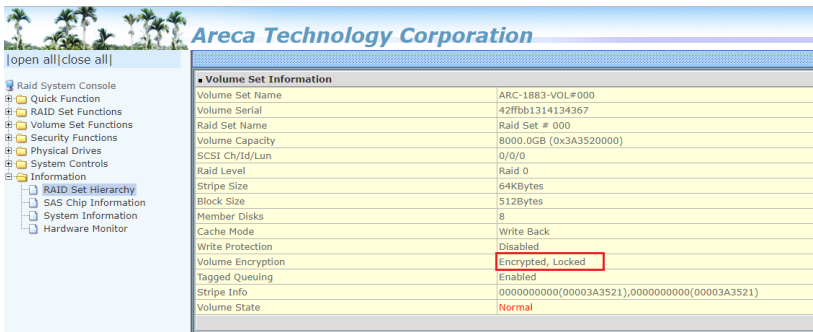 Areca Technology Corporation
|open all|close all|
Raid System Console
Quick Function
RAID Set Functions
Volume Set Functions
Security Functions
Physical Drives
System Controls
Information
RAID Set Hierarchy
SAS Chip Information
System Information
Hardware Monitor
Volume Set Information
Volume Set Name ARC-1883-VOL#000
Volume Serial 42ffbb1314134367
Raid Set Name Raid Set # 000
Volume Capacity 8000.0GB (0x3A3520000)
SCSI Ch/Id/Lun 0/0/0
Raid Level Raid 0
Stripe Size 64KBytes
Block Size 512Bytes
Member Disks 8
Cache Mode Write Back
Write Protection Disabled
Volume Encryption Encrypted, Locked
Tagged Queuing Enabled
Stripe Info 0000000000(00003A3521),0000000000(00003A3521)
Volume State Normal